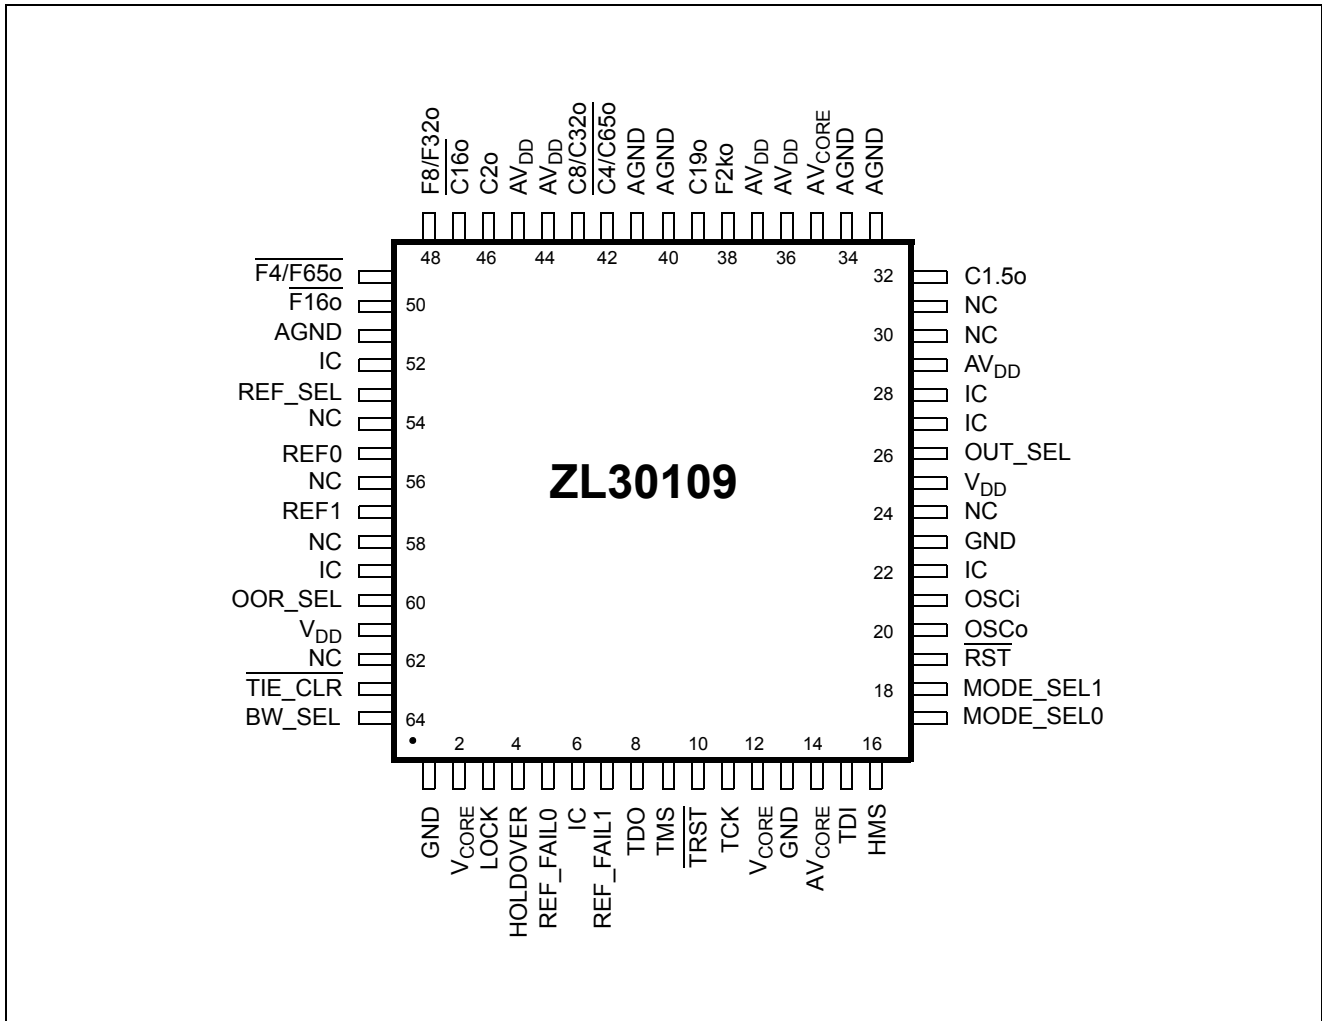 F8/F32o
C16o
C2o
AVDD
AVDD
C8/C32o
C4/C65o
AGND
AGND
C19o
F2ko
AVDD
AVDD
AVCORE
AGND
AGND
48 46 44 42 40 38 36 34
F4/F65o
F16o
AGND
IC
REF_SEL
NC
REF0
NC
REF1
NC
IC
OOR_SEL
VDD
NC
TIE_CLR
BW_SEL
50
52
54
56
58
60
62
64
ZL30109
32
30
28
26
24
22
20
18
C1.5o
NC
NC
AVDD
IC
IC
OUT_SEL
VDD
NC
GND
IC
OSCi
OSCo
RST
MODE_SEL1
MODE_SEL0
2 4 6 8 10 12 14 16
GND
VCORE
LOCK
HOLDOVER
REF_FAIL0
IC
REF_FAIL1
TDO
TMS
TRST
TCK
VCORE
GND
AVCORE
TDI
HMS